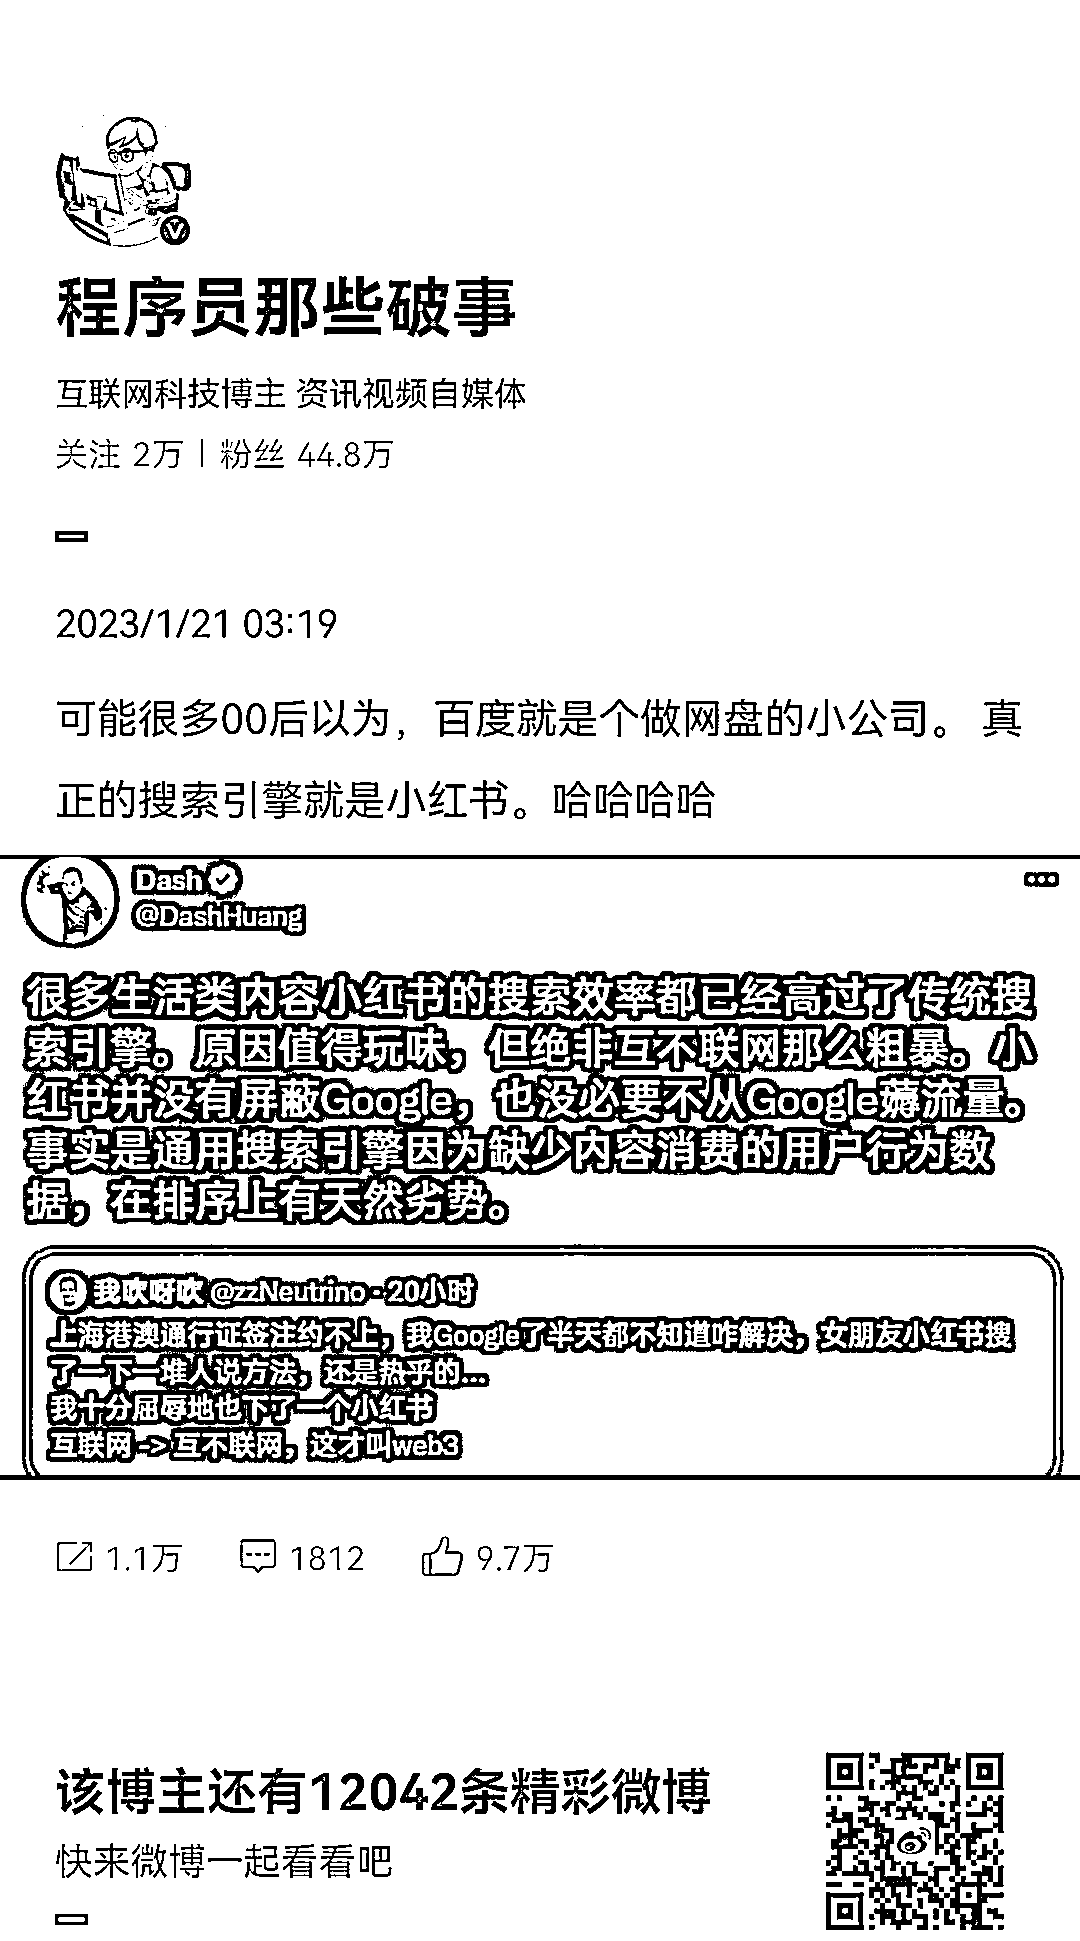 程序员那些破事
互联网科技博主 资讯视频自媒体
关注 2万 | 粉丝 44.8万
2023/1/21 03:19
可能很多00后以为，百度就是个做网盘的小公司。 真
正的搜索引擎就是小红书。哈哈哈哈
Dash
@DashHuang
很多生活类内容小红书的搜索效率都已经高过了传统搜
索引擎。原因值得玩味，但绝非互不联网那么粗暴。小
红书并没有屏蔽Google，也没必要不从Google薅流量。
事实是通用搜索引擎因为缺少内容消费的用户行为数
据，在排序上有天然劣势。
我吹呀吹 @zzNeutrino · 20小时
上海港澳通行证签注约不上，我Google了半天都不知道咋解决，女朋友小红书搜
了一下一堆人说方法，还是热乎的...
我十分屈辱地也下了一个小红书
互联网 -> 互不联网，这才叫web3
1.1万 1812 9.7万
该博主还有12042条精彩微博
快来微博一起看看吧